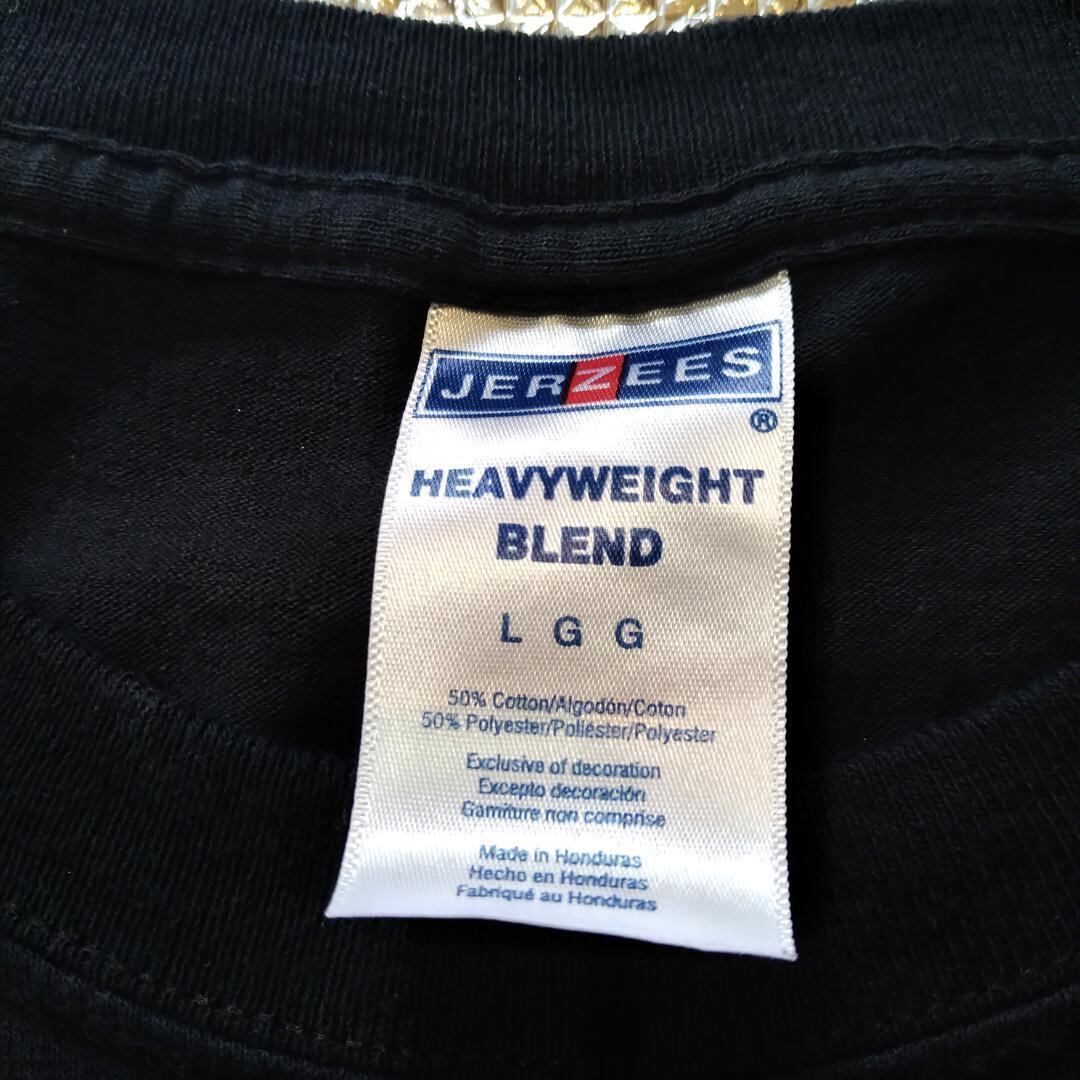 JERZEES
®
HEAVYWEIGHT
BLEND
L G G
50% Cotton/Algodón/Coton
50% Polyester/Poliéster/Polyester
Exclusive of decoration
Excepto decoración
Garniture non comprise
Made in Honduras
Hecho en Honduras
Fabriqué au Honduras